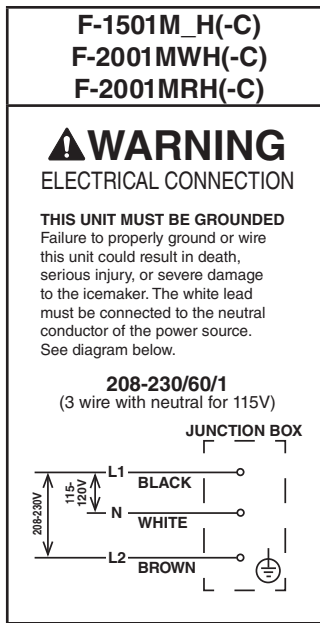 F-1501M_H(-C)
F-2001MWH(-C)
F-2001MRH(-C)
WARNING
ELECTRICAL CONNECTION
THIS UNIT MUST BE GROUNDED
Failure to properly ground or wire
this unit could result in death,
serious injury, or severe damage
to the icemaker. The white lead
must be connected to the neutral
conductor of the power source.
See diagram below.
208-230/60/1
(3 wire with neutral for 115V)
JUNCTION BOX
L1
BLACK
115-
120V
208-230V
N
WHITE
L2
BROWN